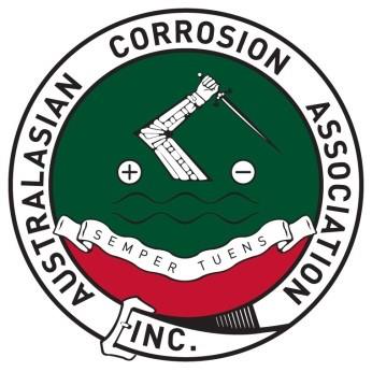 AUSTRALASIAN CORROSION ASSOCIATION
INC.
+
−
SEMPER TUENS